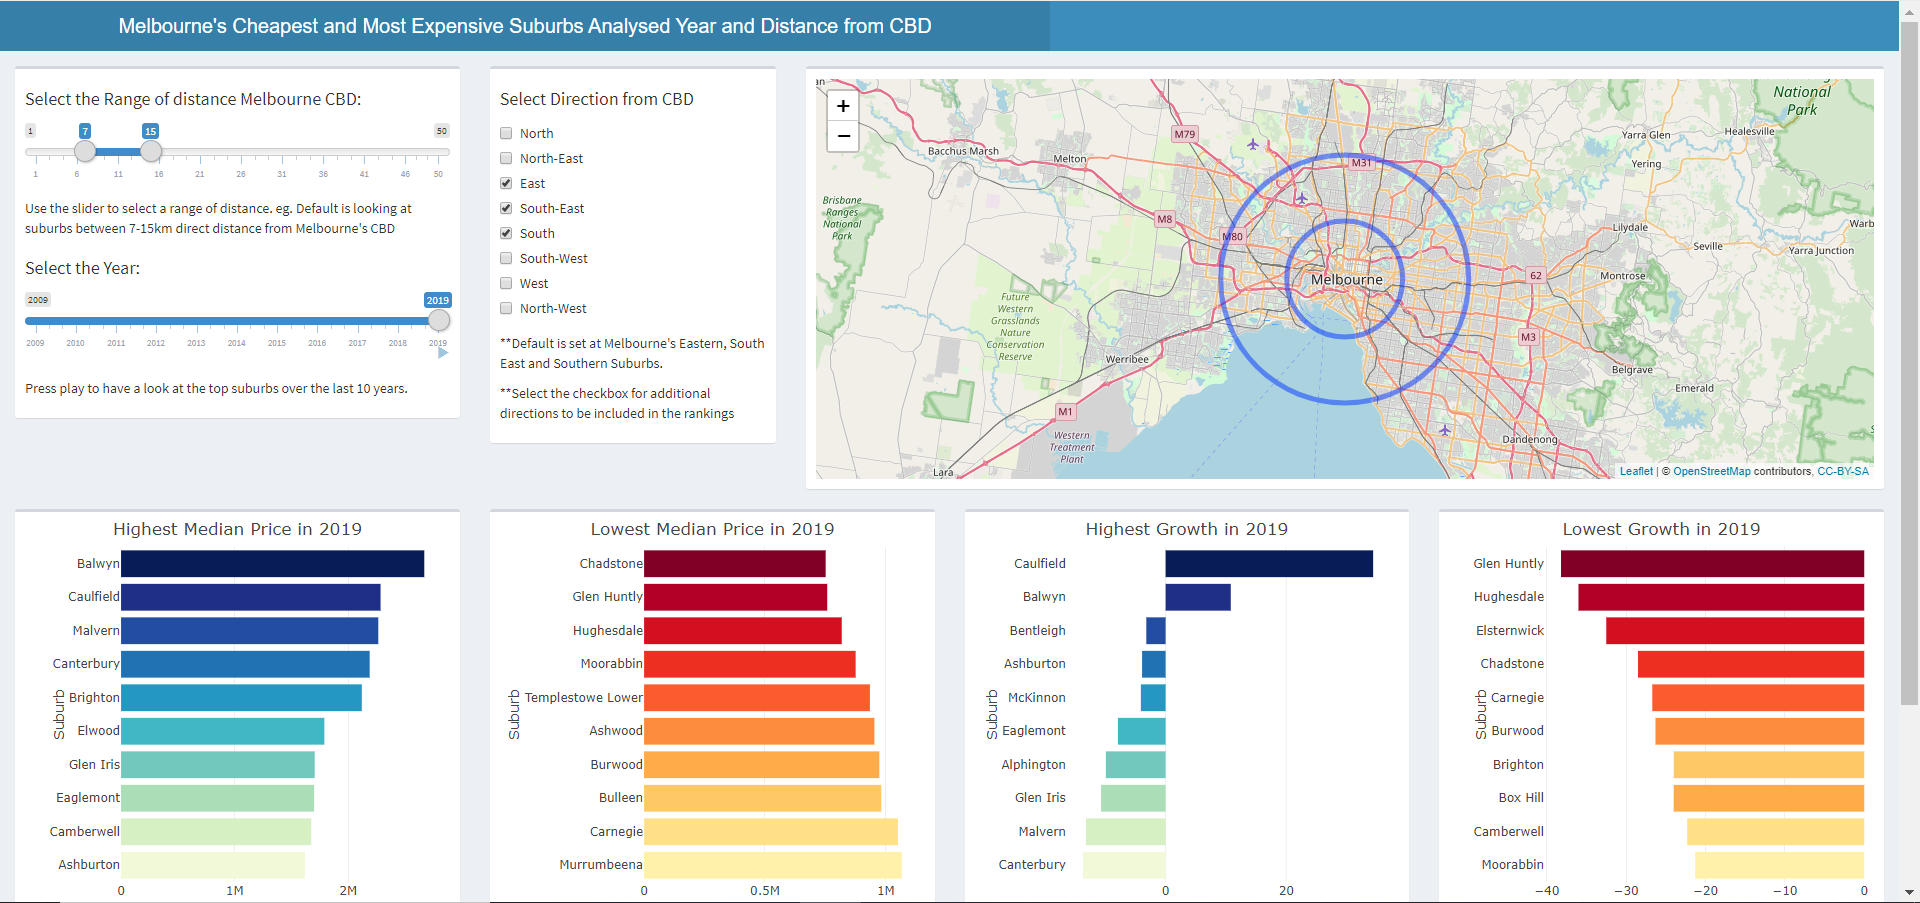 Melbourne's Cheapest and Most Expensive Suburbs Analysed Year and Distance from CBD
Select the Range of distance Melbourne CBD:
1 7 15 50
1 6 11 16 21 26 31 36 41 46 50
Use the slider to select a range of distance. eg. Default is looking at
suburbs between 7-15km direct distance from Melbourne's CBD
Select the Year:
2009 2019
2009 2010 2011 2012 2013 2014 2015 2016 2017 2018 2019
Press play to have a look at the top suburbs over the last 10 years.
Select Direction from CBD
North
North-East
East
South-East
South
South-West
West
North-West
**Default is set at Melbourne's Eastern, South
East and Southern Suburbs.
**Select the checkbox for additional
directions to be included in the rankings
+
−
an
National
Park
M79
Yarra Glen
Healesville
Bacchus Marsh
Melton
M31
Yering
Brisbane
Ranges
National
Park
M8
M80
Lilydale
Warb
Seville
Yarra Junction
62
Montrose
Melbourne
Future
Western
Grasslands
Nature
Conservation
Reserve
M3
Werribee
Belgrave
Emerald
M1
Western
Treatment
Plant
Dandenong
Lara
S
Leaflet | © OpenStreetMap contributors, CC-BY-SA
Highest Median Price in 2019
Suburb
Balwyn
Caulfield
Malvern
Canterbury
Brighton
Elwood
Glen Iris
Eaglemont
Camberwell
Ashburton
0 1M 2M
Lowest Median Price in 2019
Suburb
Chadstone
Glen Huntly
Hughesdale
Moorabbin
Templestowe Lower
Ashwood
Burwood
Bulleen
Carnegie
Murrumbeena
0 0.5M 1M
Highest Growth in 2019
Suburb
Caulfield
Balwyn
Bentleigh
Ashburton
McKinnon
Eaglemont
Alphington
Glen Iris
Malvern
Canterbury
0 20
Lowest Growth in 2019
Suburb
Glen Huntly
Hughesdale
Elsternwick
Chadstone
Carnegie
Burwood
Brighton
Box Hill
Camberwell
Moorabbin
−40 −30 −20 −10 0